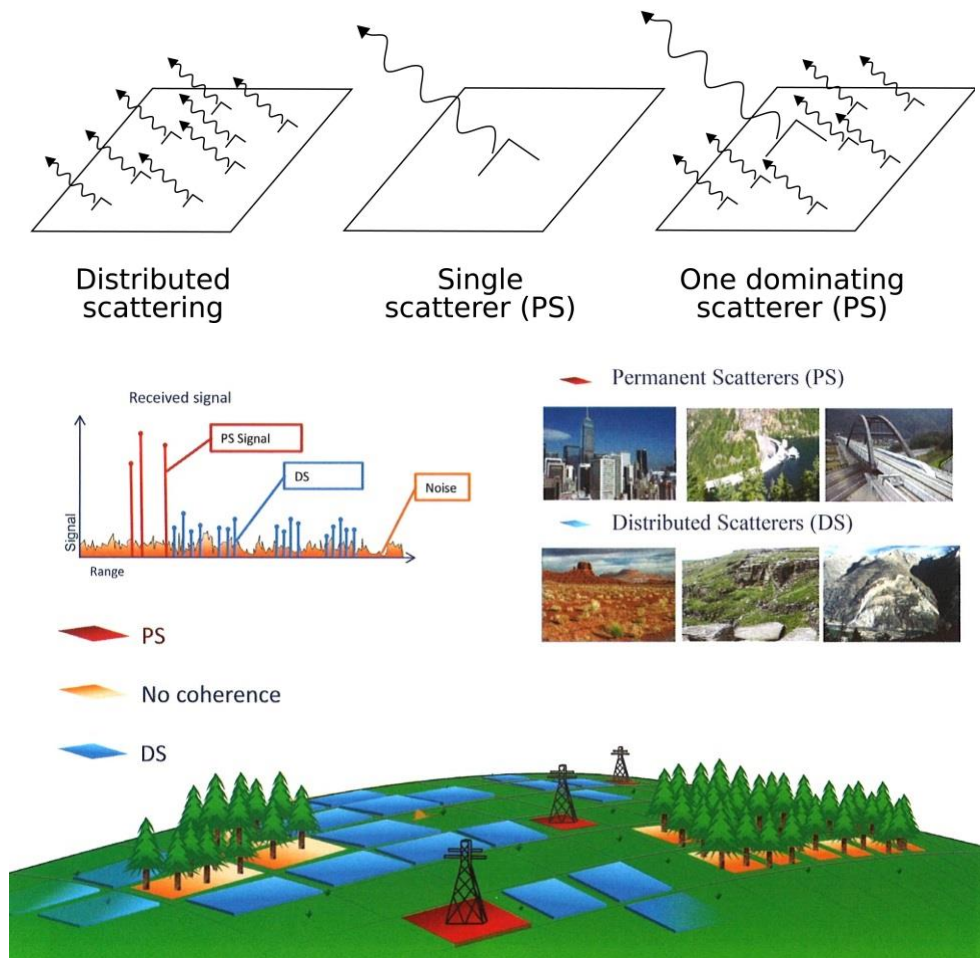 Distributed
scattering
Single
scatterer (PS)
One dominating
scatterer (PS)
Received signal
PS Signal
DS
Noise
Signal
Range
Permanent Scatterers (PS)
Distributed Scatterers (DS)
PS
No coherence
DS